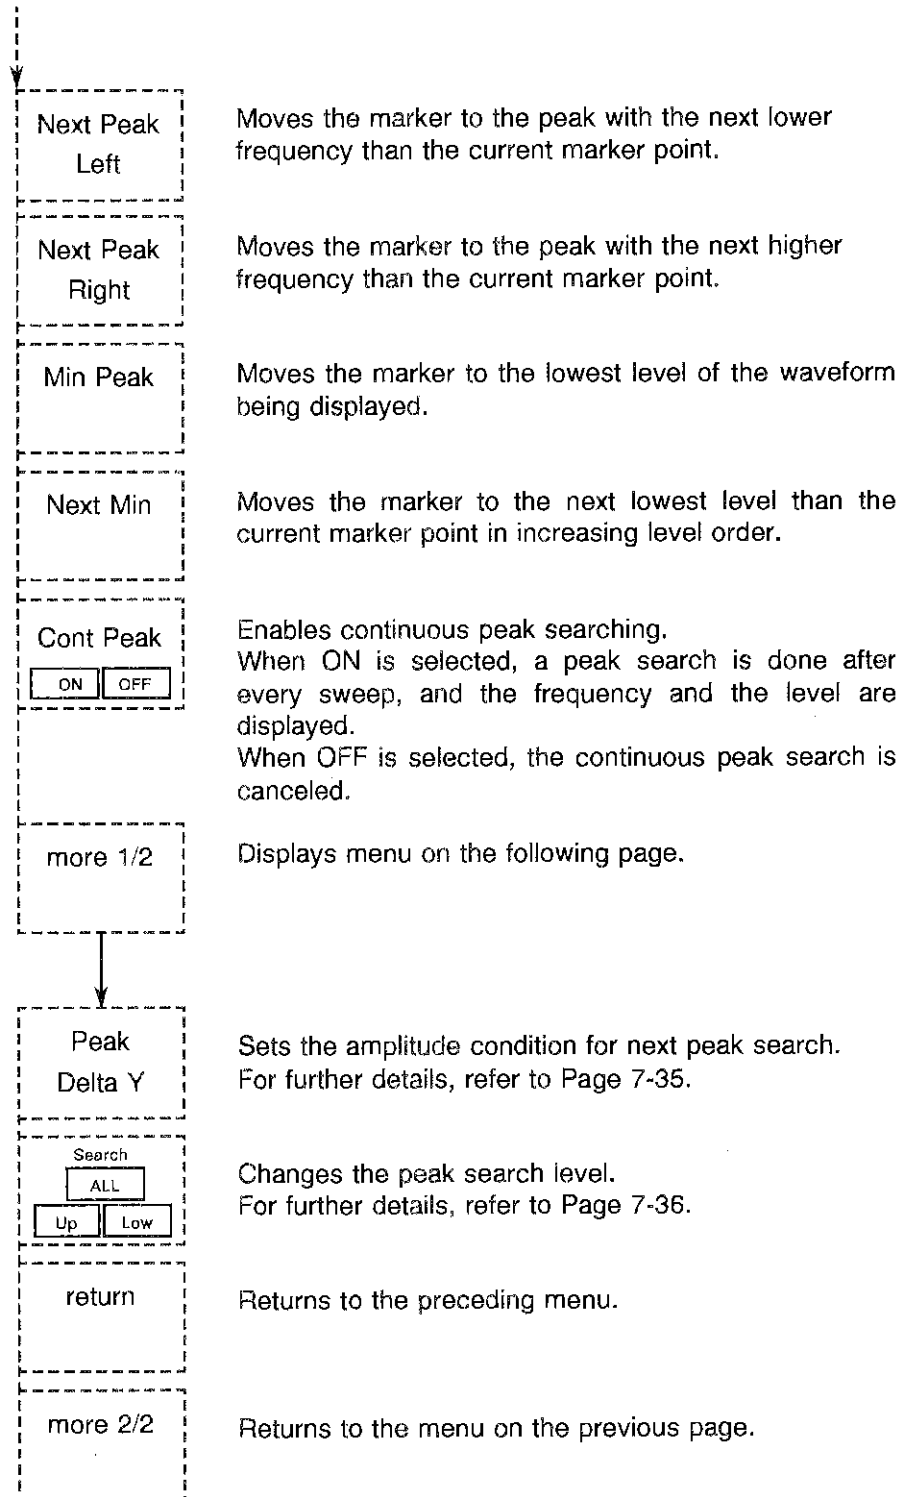 Next Peak
Left
Moves the marker to the peak with the next lower
frequency than the current marker point.
Next Peak
Right
Moves the marker to the peak with the next higher
frequency than the current marker point.
Min Peak
Moves the marker to the lowest level of the waveform
being displayed.
Next Min
Moves the marker to the next lowest level than the
current marker point in increasing level order.
Cont Peak
ON OFF
Enables continuous peak searching.
When ON is selected, a peak search is done after
every sweep, and the frequency and the level are
displayed.
When OFF is selected, the continuous peak search is
canceled.
more 1/2
Displays menu on the following page.
Peak
Delta Y
Sets the amplitude condition for next peak search.
For further details, refer to Page 7-35.
Search
ALL
Up Low
Changes the peak search level.
For further details, refer to Page 7-36.
return
Returns to the preceding menu.
more 2/2
Returns to the menu on the previous page.